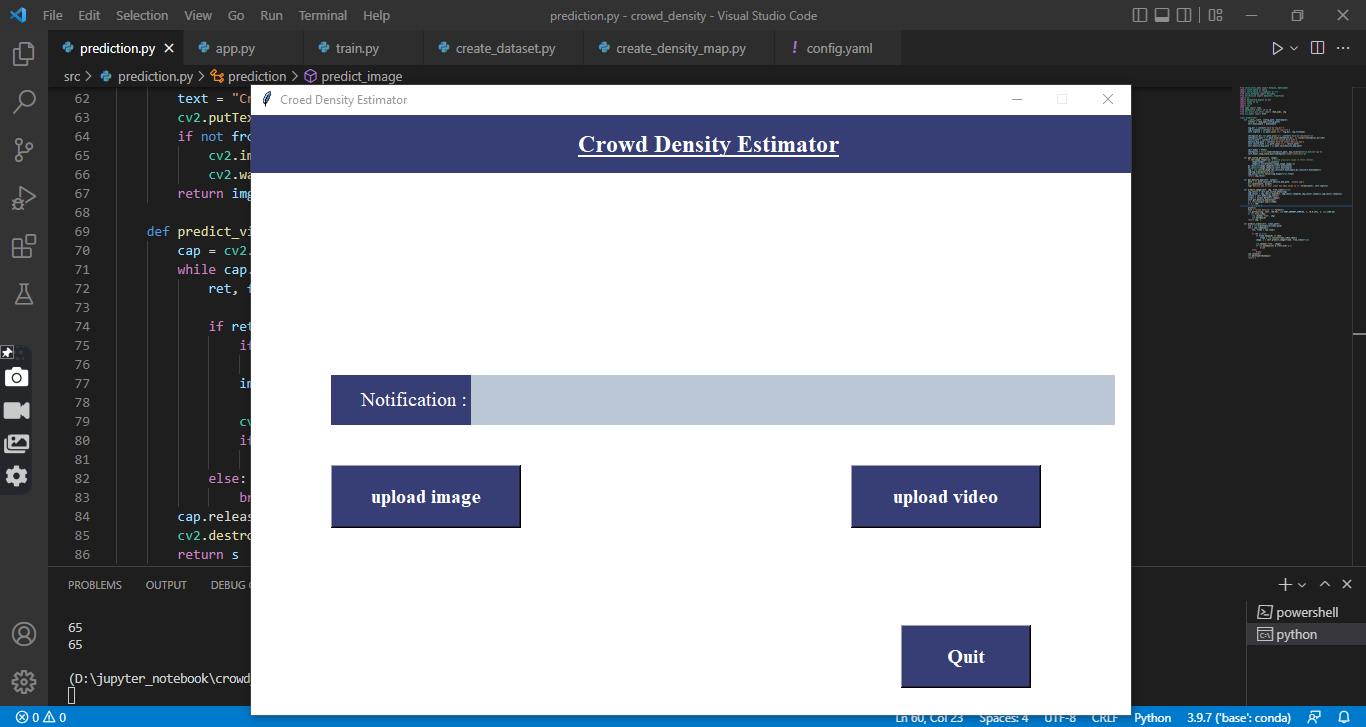 File Edit Selection View Go Run Terminal Help prediction.py - crowd_density - Visual Studio Code
prediction.py app.py train.py create_dataset.py create_density_map.py ! config.yaml
src > prediction.py > prediction > predict_image
Croed Density Estimator
Crowd Density Estimator
62 text = "Cr
63 cv2.putTex
64 if not fro
65 cv2.im
66 cv2.wa
67 return img
68
69 def predict_vi
70 cap = cv2.
71 while cap.
72 ret, f
73
74 if ret
75 if
76
77 im
78
79 cv
80 if
81
82 else:
83 br
84 cap.releas
85 cv2.destro
86 return s
Notification :
upload image upload video
Quit
PROBLEMS OUTPUT DEBUG
65
65
(D:\jupyter_notebook\crowd_
powershell
python
0 0 Ln 60, Col 23 Spaces: 4 UTF-8 CRLF Python 3.9.7 ('base': conda)